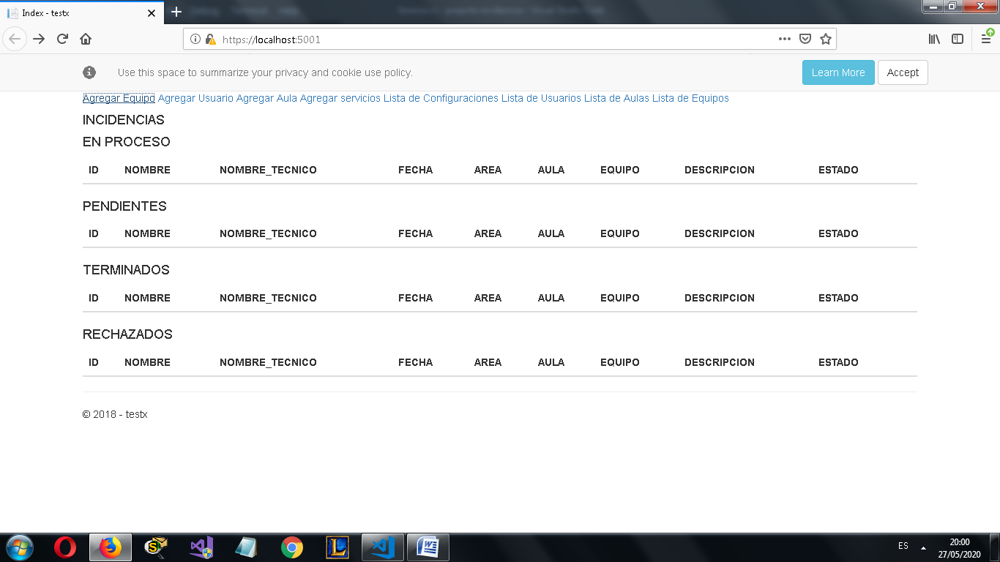 Index - testx
https://localhost:5001
Use this space to summarize your privacy and cookie use policy.
Learn More
Accept
Agregar Equipo Agregar Usuario Agregar Aula Agregar servicios Lista de Configuraciones Lista de Usuarios Lista de Aulas Lista de Equipos
INCIDENCIAS
EN PROCESO
ID NOMBRE NOMBRE_TECNICO FECHA AREA AULA EQUIPO DESCRIPCION ESTADO
PENDIENTES
ID NOMBRE NOMBRE_TECNICO FECHA AREA AULA EQUIPO DESCRIPCION ESTADO
TERMINADOS
ID NOMBRE NOMBRE_TECNICO FECHA AREA AULA EQUIPO DESCRIPCION ESTADO
RECHAZADOS
ID NOMBRE NOMBRE_TECNICO FECHA AREA AULA EQUIPO DESCRIPCION ESTADO
© 2018 - testx
ES
20:00
27/05/2020